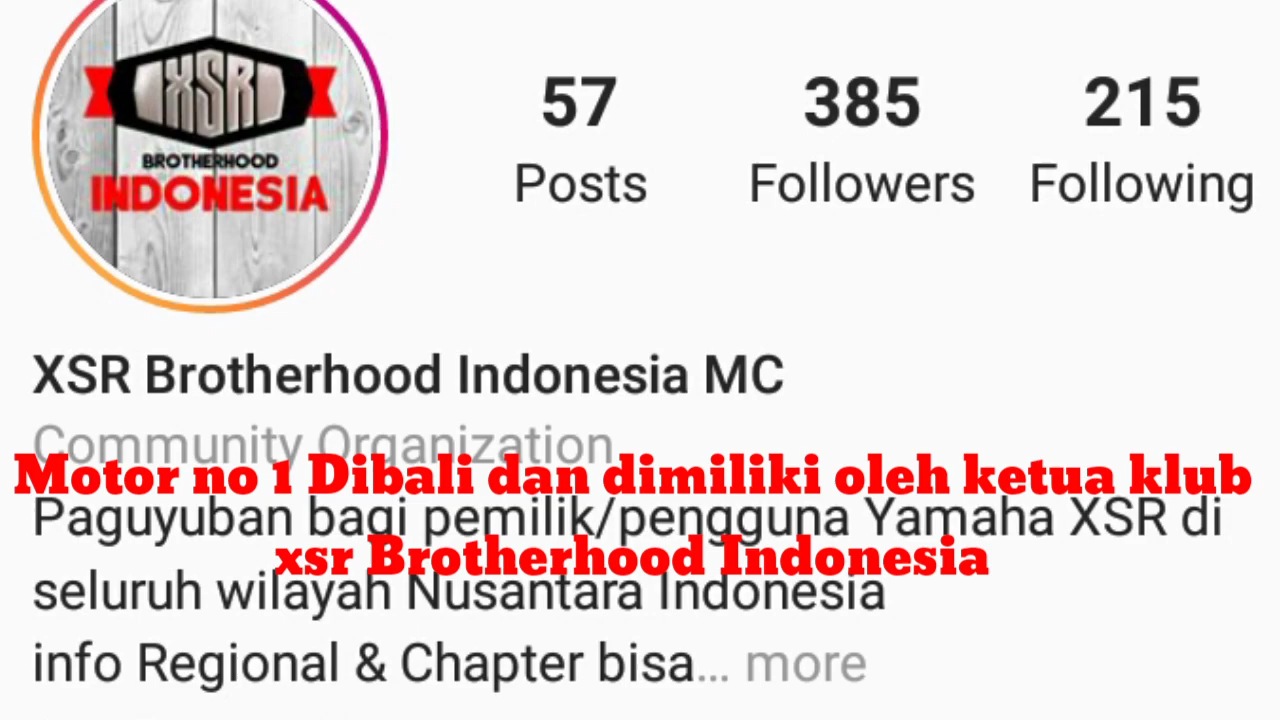 XSR
BROTHERHOOD
INDONESIA
57 385 215
Posts Followers Following
XSR Brotherhood Indonesia MC
Community Organization
Motor no 1 Dibali dan dimiliki oleh ketua klub
Paguyuban bagi pemilik/pengguna Yamaha XSR di
xsr Brotherhood Indonesia
seluruh wilayah Nusantara Indonesia
info Regional & Chapter bisa... more